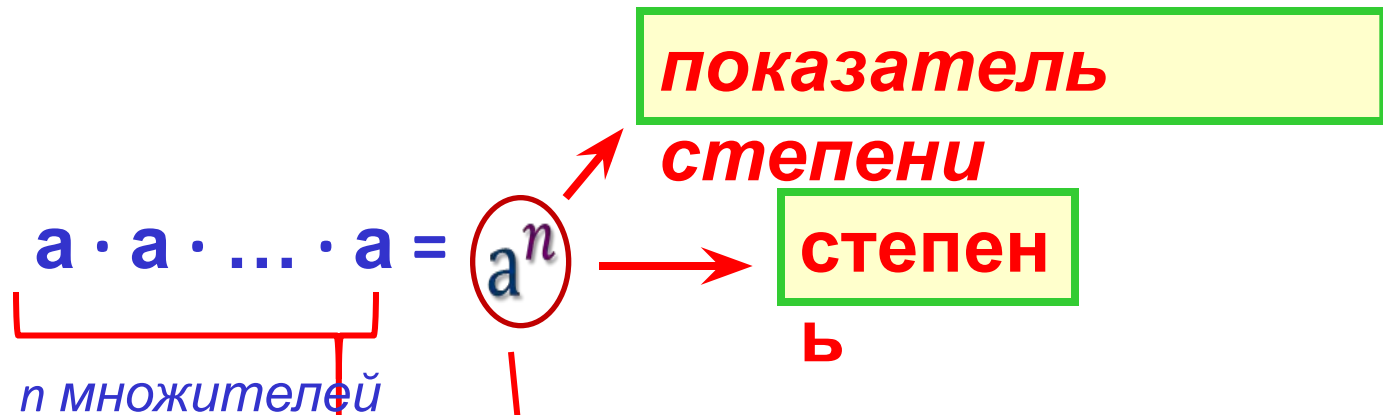 показатель
степени
степен
ь
а · а · … · а = aⁿ
n множителей